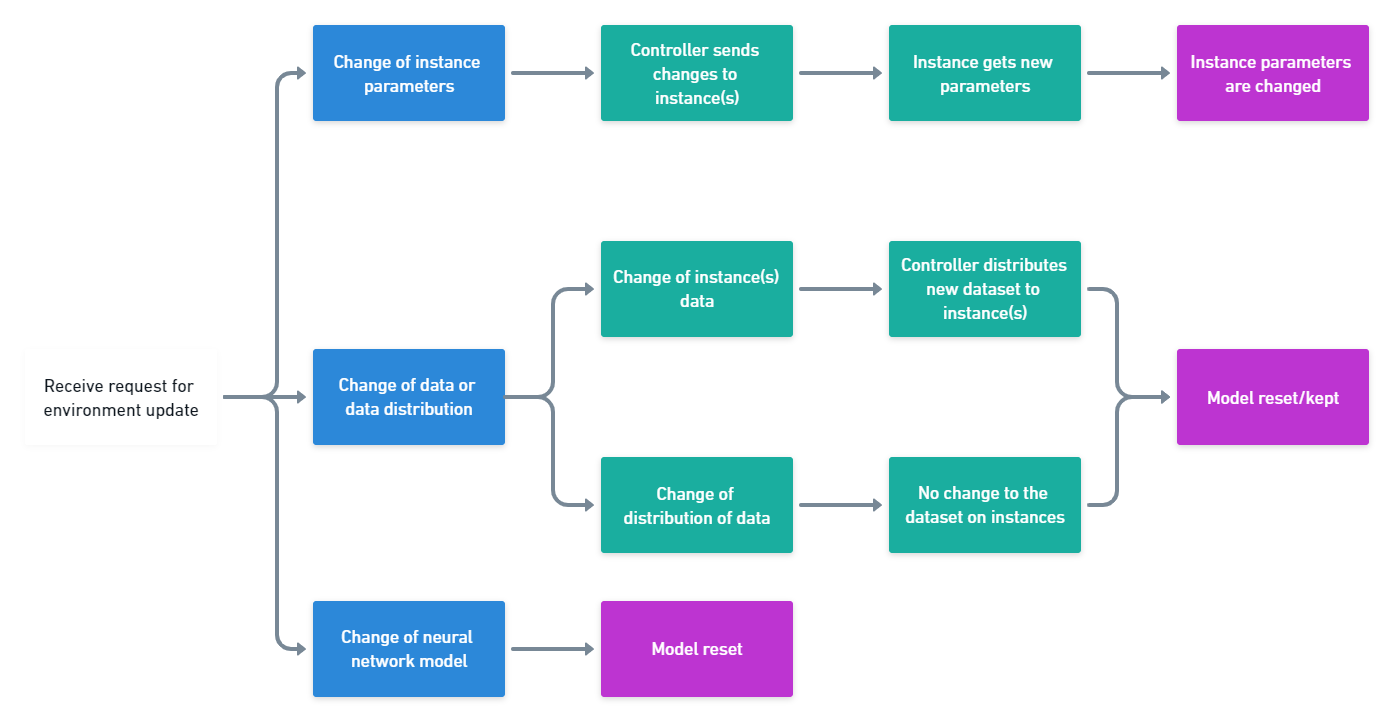 Change of instance
parameters
Controller sends
changes to
instance(s)
Instance gets new
parameters
Instance parameters
are changed
Change of instance(s)
data
Controller distributes
new dataset to
instance(s)
Receive request for
environment update
Change of data or
data distribution
Model reset/kept
Change of
distribution of data
No change to the
dataset on instances
Change of neural
network model
Model reset